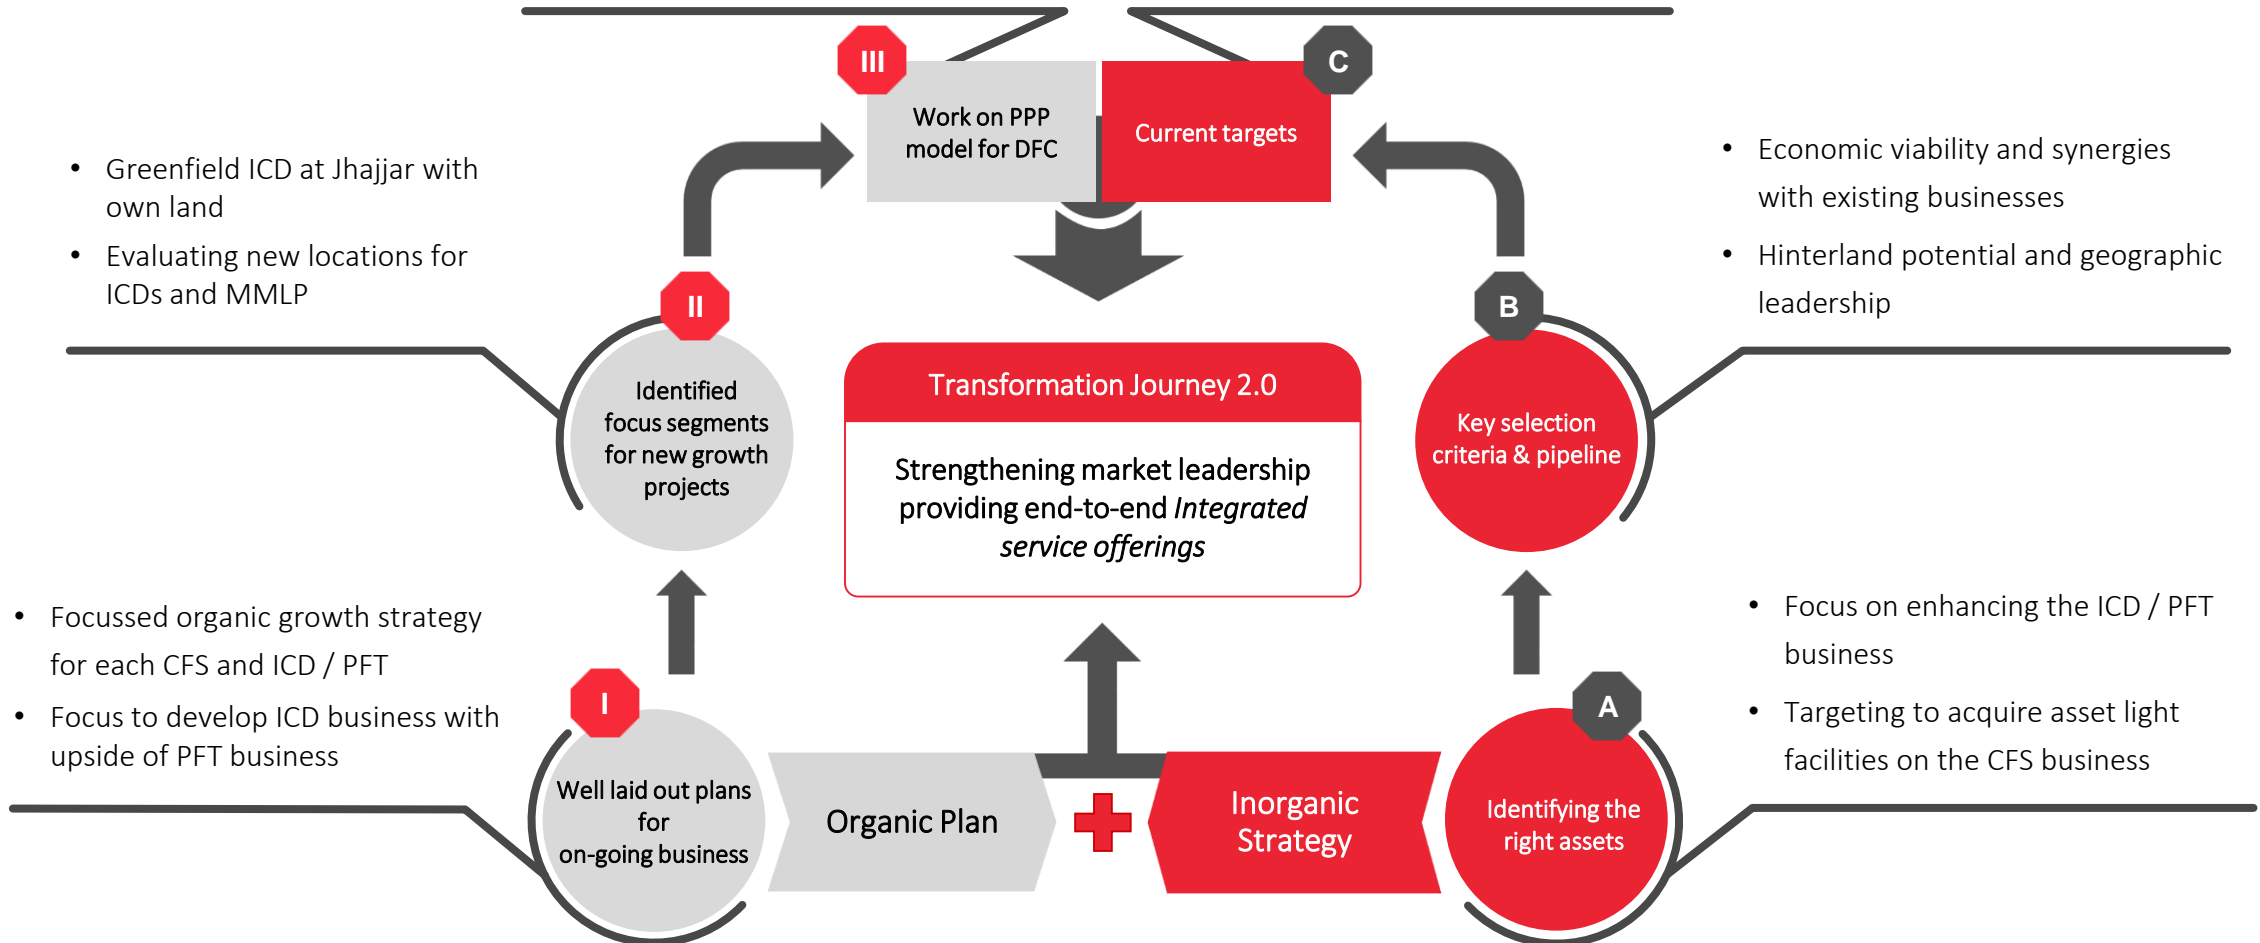 III
Work on PPP
model for DFC
C
Current targets
• Greenfield ICD at Jhajjar with
own land
• Evaluating new locations for
ICDs and MMLP
• Economic viability and synergies
with existing businesses
• Hinterland potential and geographic
leadership
II
Identified
focus segments
for new growth
projects
Transformation Journey 2.0
Strengthening market leadership
providing end-to-end Integrated
service offerings
B
Key selection
criteria & pipeline
• Focussed organic growth strategy
for each CFS and ICD / PFT
• Focus to develop ICD business with
upside of PFT business
• Focus on enhancing the ICD / PFT
business
• Targeting to acquire asset light
facilities on the CFS business
I
Well laid out plans
for
on-going business
Organic Plan
Inorganic
Strategy
A
Identifying the
right assets